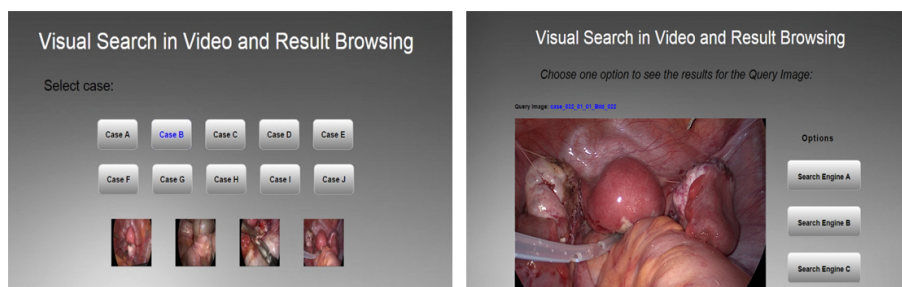 Visual Search in Video and Result Browsing
Select case:
Case A Case B Case C Case D Case E
Case F Case G Case H Case I Case J
Visual Search in Video and Result Browsing
Choose one option to see the results for the Query Image:
Query Image: case_032_01_01_Bild_032
Options
Search Engine A
Search Engine B
Search Engine C